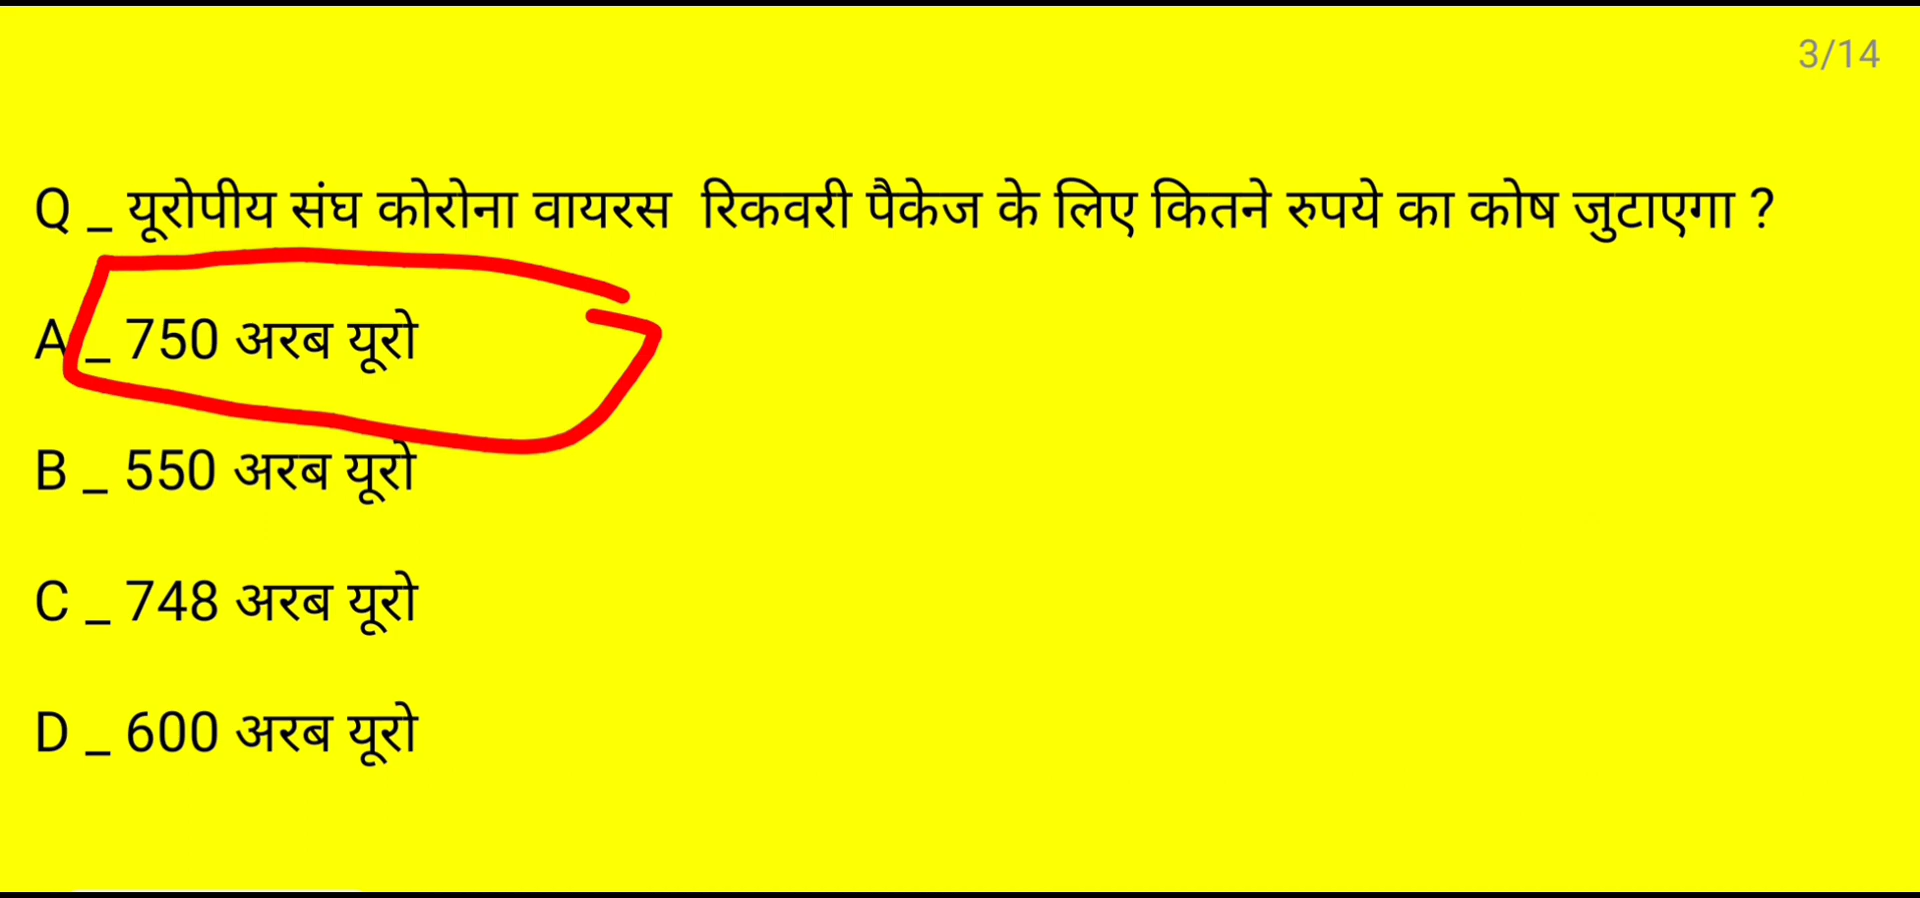 3/14
Q _ यूरोपीय संघ कोरोना वायरस रिकवरी पैकेज के लिए कितने रुपये का कोष जुटाएगा ?
A _ 750 अरब यूरो
B _ 550 अरब यूरो
C _ 748 अरब यूरो
D _ 600 अरब यूरो